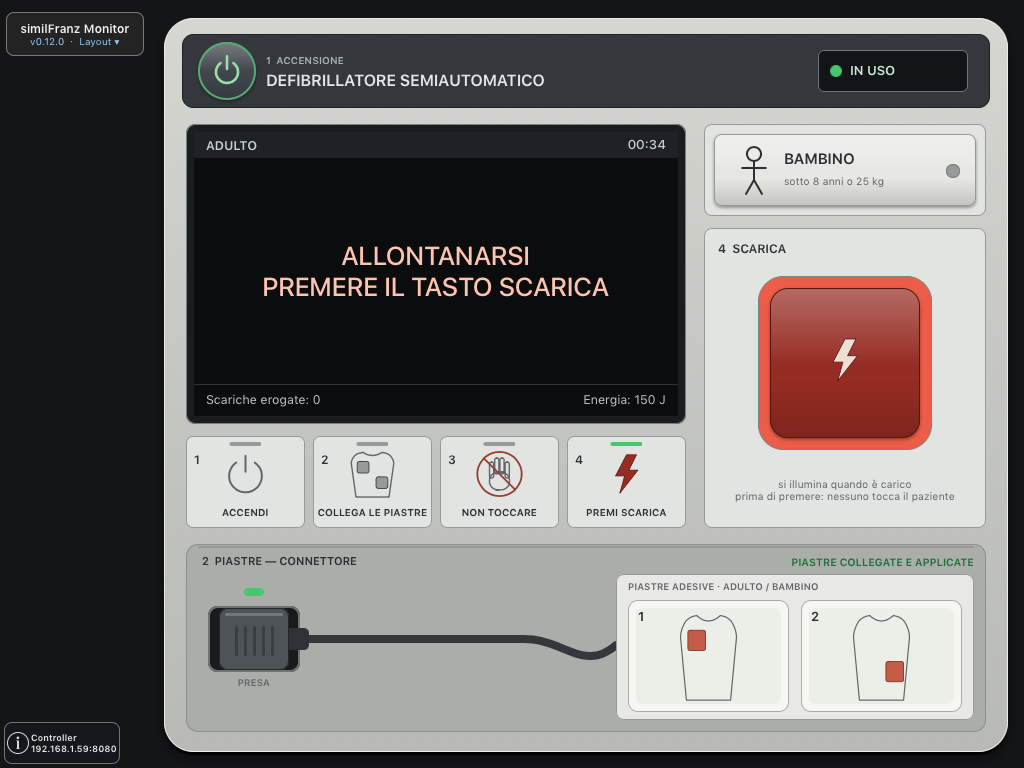 similFranz Monitor
v0.12.0 · Layout ▾
1 ACCENSIONE
DEFIBRILLATORE SEMIAUTOMATICO
IN USO
ADULTO
00:34
ALLONTANARSI
PREMERE IL TASTO SCARICA
Scariche erogate: 0
Energia: 150 J
BAMBINO
sotto 8 anni o 25 kg
4 SCARICA
si illumina quando è carico
prima di premere: nessuno tocca il paziente
1
ACCENDI
2
COLLEGA LE PIASTRE
3
NON TOCCARE
4
PREMI SCARICA
2 PIASTRE — CONNETTORE
PIASTRE COLLEGATE E APPLICATE
PRESA
PIASTRE ADESIVE · ADULTO / BAMBINO
1
2
i
Controller
192.168.1.59:8080